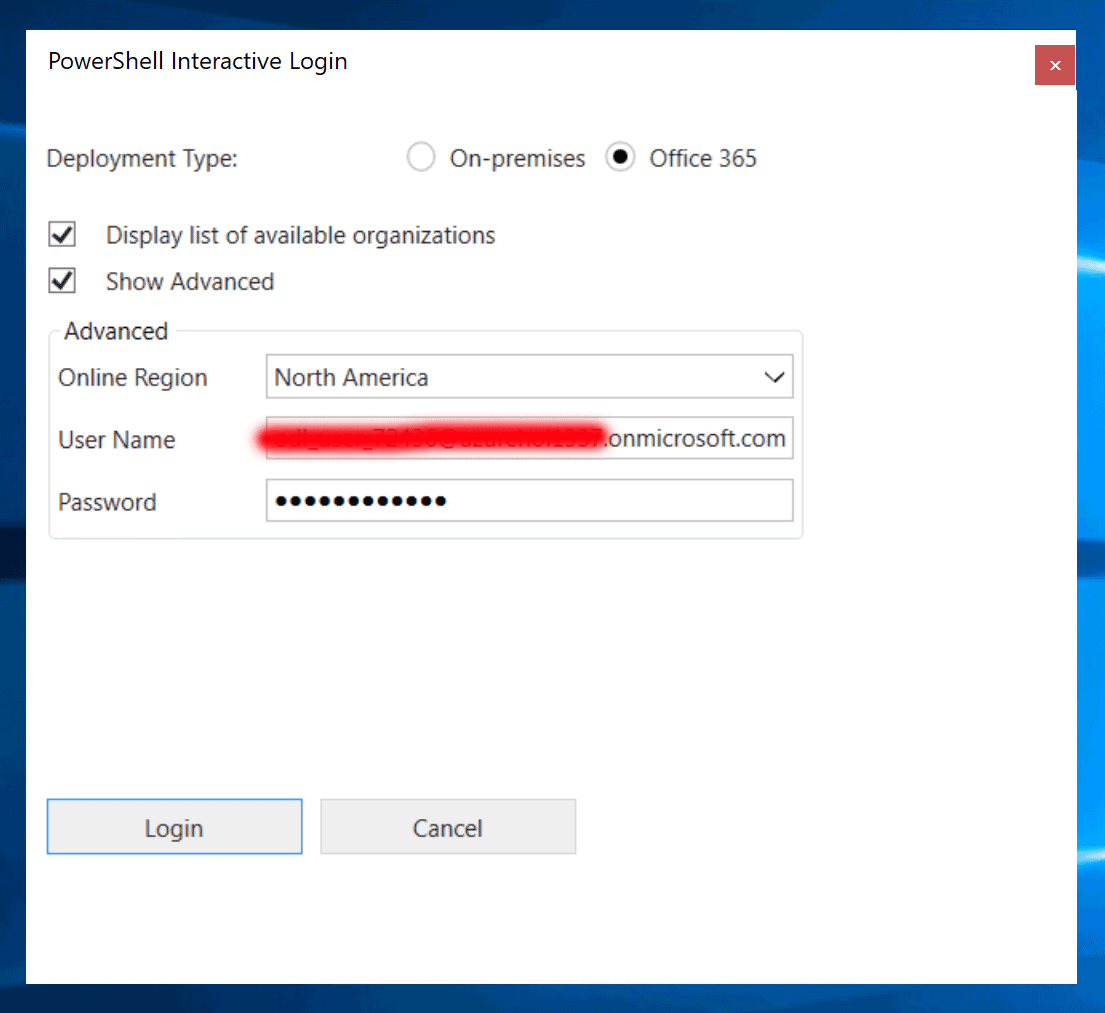 PowerShell Interactive Login
Deployment Type: On-premises Office 365
Display list of available organizations
Show Advanced
Advanced
Online Region North America
User Name .onmicrosoft.com
Password ••••••••••••
Login Cancel